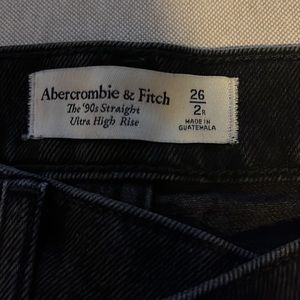 Abercrombie & Fitch
The '90s Straight
Ultra High Rise
26
2R
MADE IN
GUATEMALA